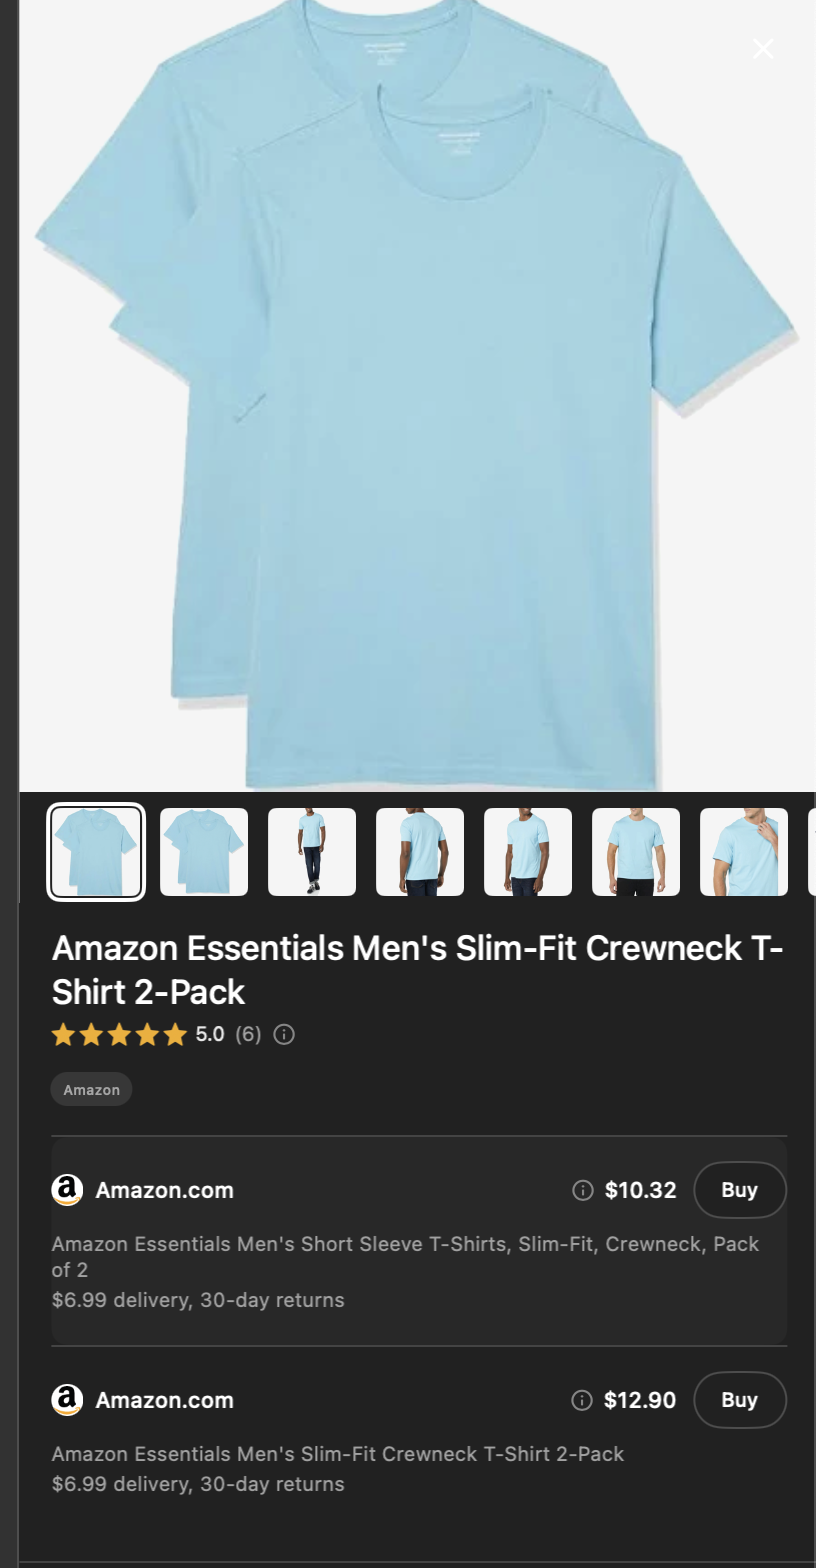 Amazon Essentials Men's Slim-Fit Crewneck T-
Shirt 2-Pack
5.0 (6)
Amazon
Amazon.com
$10.32
Buy
Amazon Essentials Men's Short Sleeve T-Shirts, Slim-Fit, Crewneck, Pack
of 2
$6.99 delivery, 30-day returns
Amazon.com
$12.90
Buy
Amazon Essentials Men's Slim-Fit Crewneck T-Shirt 2-Pack
$6.99 delivery, 30-day returns